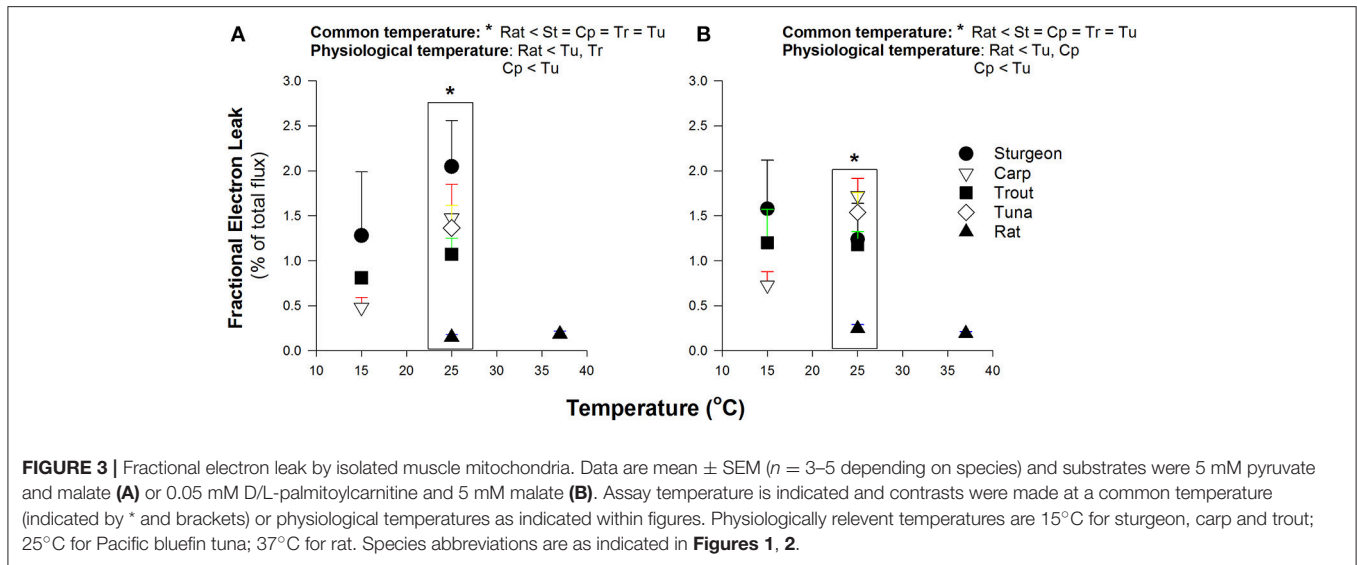 A
Common temperature: * Rat < St = Cp = Tr = Tu
Physiological temperature: Rat < Tu, Tr
Cp < Tu
B
Common temperature: * Rat < St = Cp = Tr = Tu
Physiological temperature: Rat < Tu, Cp
Cp < Tu
Fractional Electron Leak
(% of total flux)
3.0
2.5
2.0
1.5
1.0
0.5
0.0
*
10 15 20 25 30 35 40
3.0
2.5
2.0
1.5
1.0
0.5
0.0
*
10 15 20 25 30 35 40
Sturgeon
Carp
Trout
Tuna
Rat
Temperature (°C)
FIGURE 3 | Fractional electron leak by isolated muscle mitochondria. Data are mean ± SEM (n = 3–5 depending on species) and substrates were 5 mM pyruvate
and malate (A) or 0.05 mM D/L-palmitoylcarnitine and 5 mM malate (B). Assay temperature is indicated and contrasts were made at a common temperature
(indicated by * and brackets) or physiological temperatures as indicated within figures. Physiologically relevent temperatures are 15°C for sturgeon, carp and trout;
25°C for Pacific bluefin tuna; 37°C for rat. Species abbreviations are as indicated in Figures 1, 2.